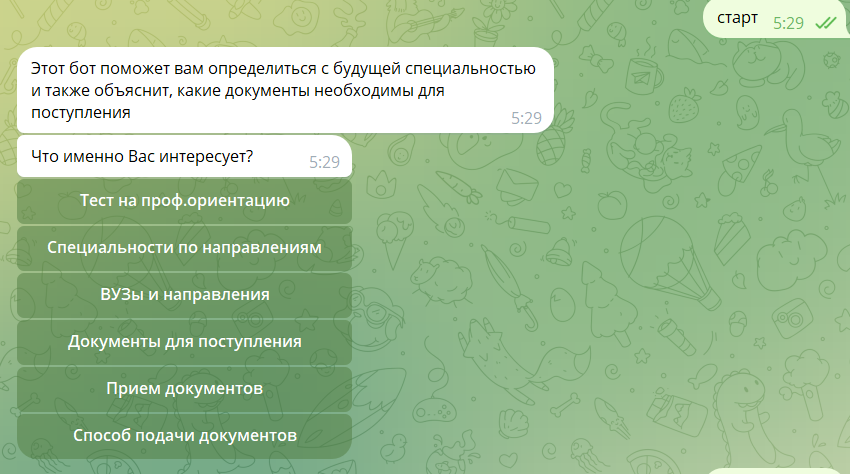 старт 5:29
Этот бот поможет вам определиться с будущей специальностью
и также объяснит, какие документы необходимы для
поступления 5:29
Что именно Вас интересует? 5:29
Тест на проф.ориентацию
Специальности по направлениям
ВУЗы и направления
Документы для поступления
Прием документов
Способ подачи документов